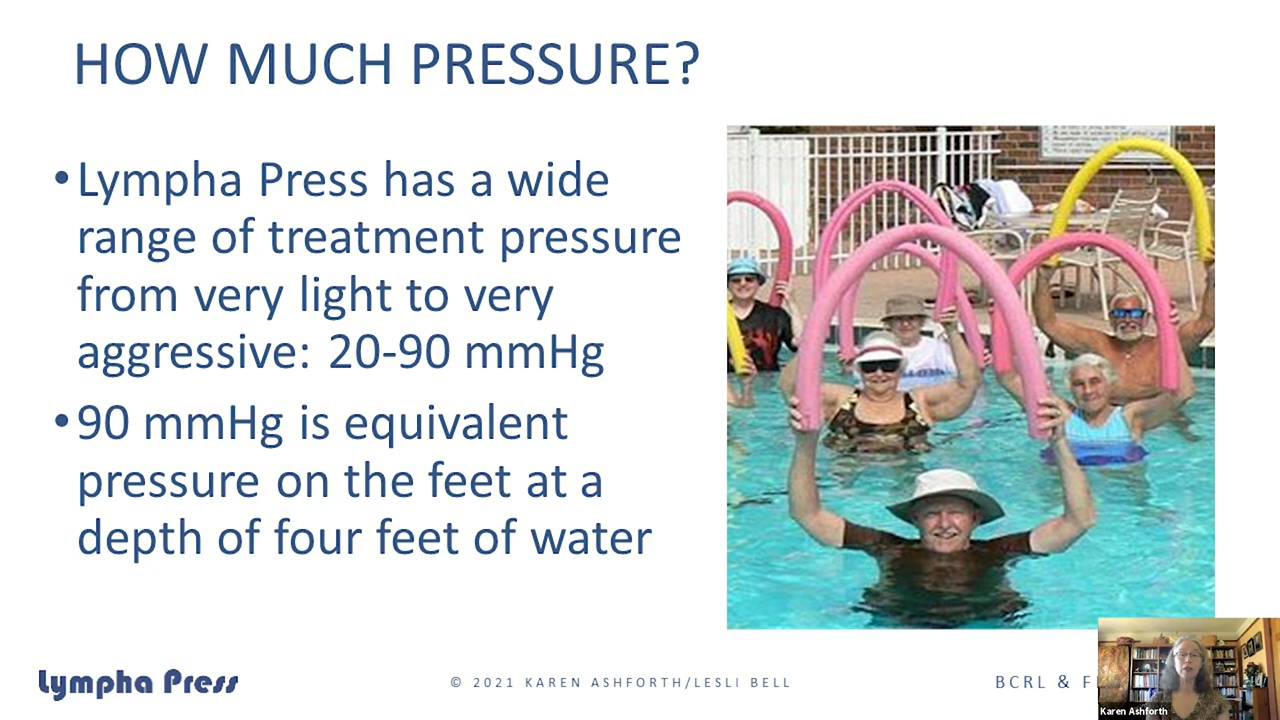 HOW MUCH PRESSURE?
•Lympha Press has a wide
range of treatment pressure
from very light to very
aggressive: 20-90 mmHg
•90 mmHg is equivalent
pressure on the feet at a
depth of four feet of water
Lympha Press
© 2021 KAREN ASHFORTH/LESLI BELL
BCRL & F
Karen Ashforth